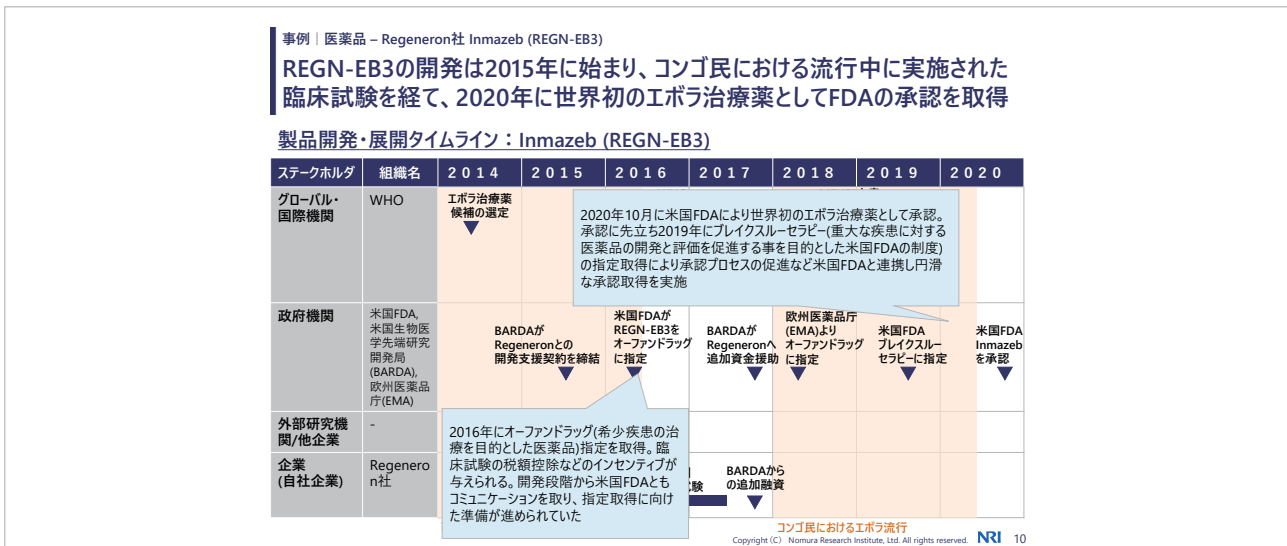 事例｜医薬品 – Regeneron社 Inmazeb (REGN-EB3)
REGN-EB3の開発は2015年に始まり、コンゴ民における流行中に実施された
臨床試験を経て、2020年に世界初のエボラ治療薬としてFDAの承認を取得
製品開発・展開タイムライン：Inmazeb (REGN-EB3)
ステークホルダ 組織名 2014 2015 2016 2017 2018 2019 2020
グローバル・
国際機関
WHO
エボラ治療薬
候補の選定
2020年10月に米国FDAにより世界初のエボラ治療薬として承認。
承認に先立ち2019年にブレイクスルーセラピー(重大な疾患に対する
医薬品の開発と評価を促進する事を目的とした米国FDAの制度)
の指定取得により承認プロセスの促進など米国FDAと連携し円滑
な承認取得を実施
政府機関
米国FDA,
米国生物医
学先端研究
開発局
(BARDA),
欧州医薬品
庁(EMA)
BARDAが
Regeneronとの
開発支援契約を締結
米国FDAが
REGN-EB3を
オーファンドラッグ
に指定
BARDAが
Regeneronへ
追加資金援助
欧州医薬品庁
(EMA)より
オーファンドラッグ
に指定
米国FDA
ブレイクスルー
セラピーに指定
米国FDA
Inmazeb
を承認
外部研究機
関/他企業
-
2016年にオーファンドラッグ(希少疾患の治
療を目的とした医薬品)指定を取得。臨
床試験の税額控除などのインセンティブが
与えられる。開発段階から米国FDAとも
コミュニケーションを取り、指定取得に向け
た準備が進められていた
企業
(自社企業)
Regenero
n社
験
BARDAから
の追加融資
コンゴ民におけるエボラ流行
Copyright（C） Nomura Research Institute, Ltd. All rights reserved. NRI 10